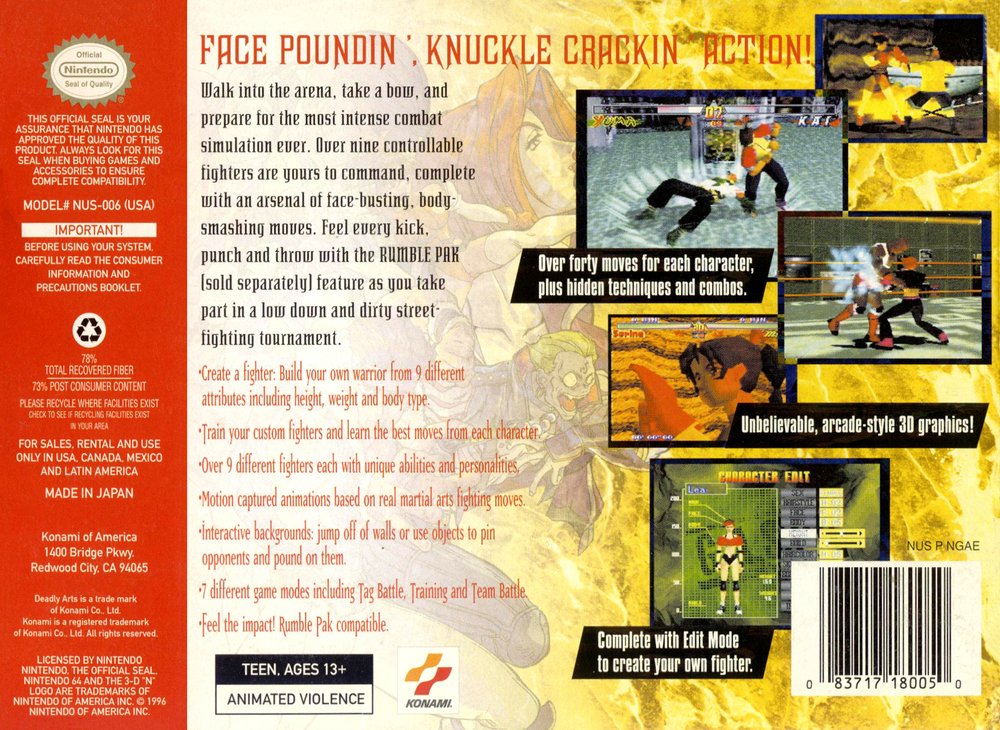 Official
Nintendo
Seal of Quality
THIS OFFICIAL SEAL IS YOUR
ASSURANCE THAT NINTENDO HAS
APPROVED THE QUALITY OF THIS
PRODUCT. ALWAYS LOOK FOR THIS
SEAL WHEN BUYING GAMES AND
ACCESSORIES TO ENSURE
COMPLETE COMPATIBILITY.
MODEL# NUS-006 (USA)
IMPORTANT!
BEFORE USING YOUR SYSTEM,
CAREFULLY READ THE CONSUMER
INFORMATION AND
PRECAUTIONS BOOKLET.
78%
TOTAL RECOVERED FIBER
73% POST CONSUMER CONTENT
PLEASE RECYCLE WHERE FACILITIES EXIST
CHECK TO SEE IF RECYCLING FACILITIES EXIST
IN YOUR AREA
FOR SALES, RENTAL AND USE
ONLY IN USA, CANADA, MEXICO
AND LATIN AMERICA
MADE IN JAPAN
Konami of America
1400 Bridge Pkwy.
Redwood City, CA 94065
Deadly Arts is a trade mark
of Konami Co., Ltd.
Konami is a registered trademark
of Konami Co., Ltd. All rights reserved.
LICENSED BY NINTENDO
NINTENDO, THE OFFICIAL SEAL,
NINTENDO 64 AND THE 3-D "N"
LOGO ARE TRADEMARKS OF
NINTENDO OF AMERICA INC. © 1996
NINTENDO OF AMERICA INC.
FACE POUNDIN', KNUCKLE CRACKIN' ACTION!
Walk into the arena, take a bow, and
prepare for the most intense combat
simulation ever. Over nine controllable
fighters are yours to command, complete
with an arsenal of face-busting, body-
smashing moves. Feel every kick,
punch and throw with the RUMBLE PAK
(sold separately) feature as you take
part in a low down and dirty street-
fighting tournament.
•Create a fighter: Build your own warrior from 9 different
attributes including height, weight and body type.
•Train your custom fighters and learn the best moves from each character.
•Over 9 different fighters each with unique abilities and personalities.
•Motion captured animations based on real martial arts fighting moves.
•Interactive backgrounds: jump off of walls or use objects to pin
opponents and pound on them.
•7 different game modes including Tag Battle, Training and Team Battle.
•Feel the impact! Rumble Pak compatible.
TEEN, AGES 13+
ANIMATED VIOLENCE
KONAMI
KAI
Over forty moves for each character,
plus hidden techniques and combos.
Unbelievable, arcade-style 3D graphics!
CHARACTER EDIT
Complete with Edit Mode
to create your own fighter.
NUS P NGAE
0 83717 18005 0